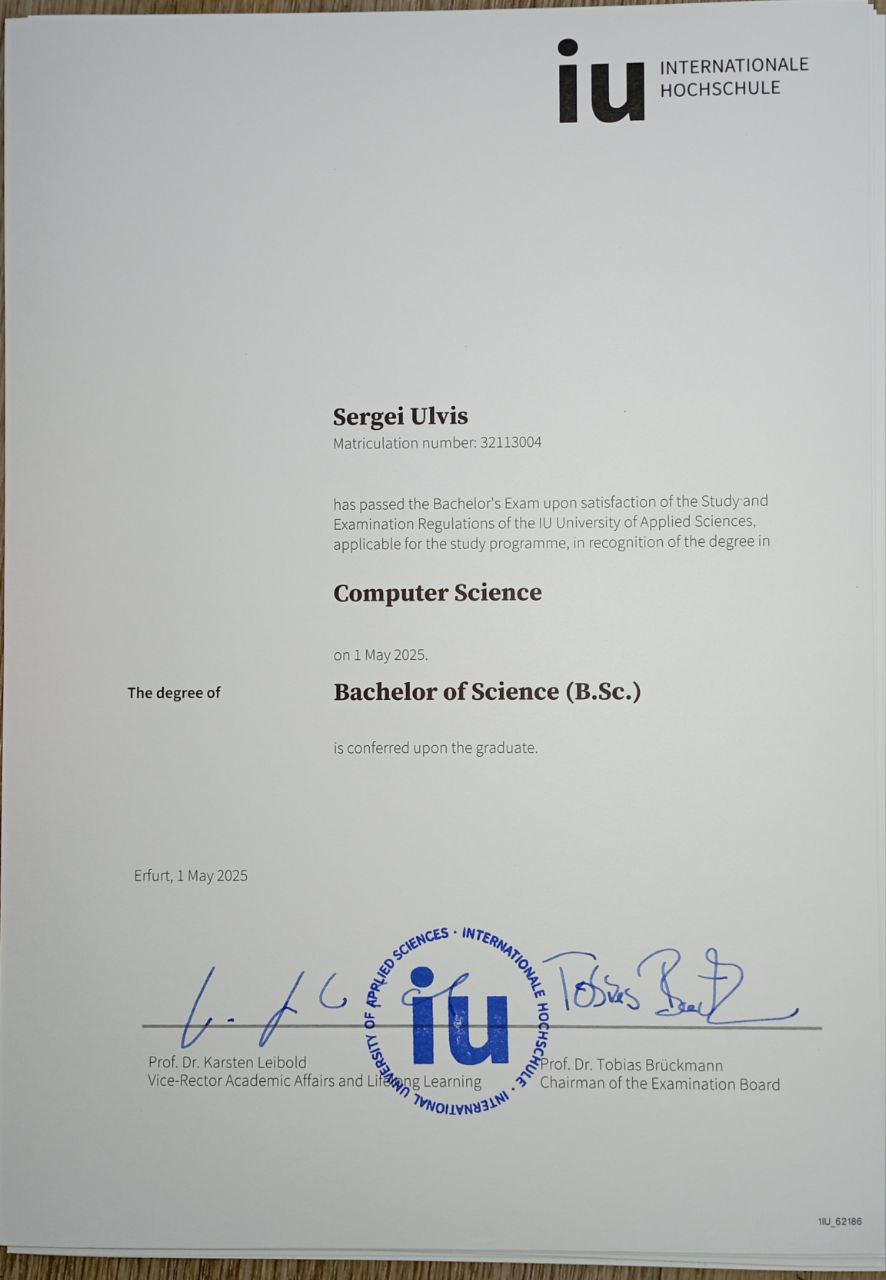 iu INTERNATIONALE
HOCHSCHULE
Sergei Ulvis
Matriculation number: 32113004
has passed the Bachelor's Exam upon satisfaction of the Study and
Examination Regulations of the IU University of Applied Sciences,
applicable for the study programme, in recognition of the degree in
Computer Science
on 1 May 2025.
The degree of Bachelor of Science (B.Sc.)
is conferred upon the graduate.
Erfurt, 1 May 2025
Tobias
INTERNATIONALE HOCHSCHULE · INTERNATIONAL UNIVERSITY OF APPLIED SCIENCES ·
iu
Prof. Dr. Karsten Leibold
Vice-Rector Academic Affairs and Lifelong Learning
Prof. Dr. Tobias Brückmann
Chairman of the Examination Board
1IU_62186